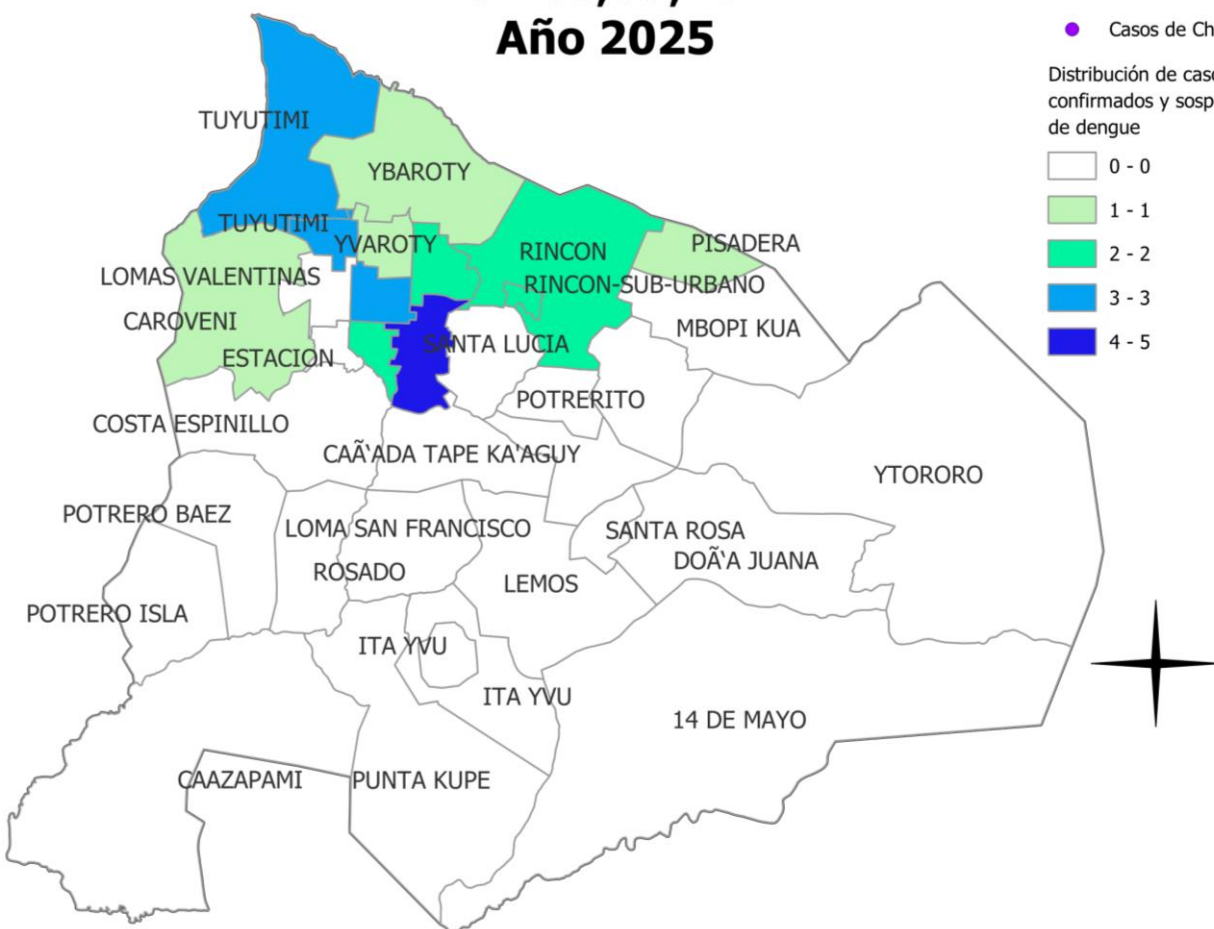 Año 2025
Casos de Ch
Distribución de caso
confirmados y sosp
de dengue
0 - 0
1 - 1
2 - 2
3 - 3
4 - 5
TUYUTIMI
YBAROTY
TUYUTIMI
YVAROTY
RINCON
PISADERA
LOMAS VALENTINAS
RINCON-SUB-URBANO
CAROVENI
MBOPI KUA
ESTACION
SANTA LUCIA
POTRERITO
COSTA ESPINILLO
CAÃ‘ADA TAPE KA'AGUY
YTORORO
POTRERO BAEZ
LOMA SAN FRANCISCO
SANTA ROSA
DOÃ‘A JUANA
ROSADO
LEMOS
POTRERO ISLA
ITA YVU
ITA YVU
14 DE MAYO
CAAZAPAMI
PUNTA KUPE